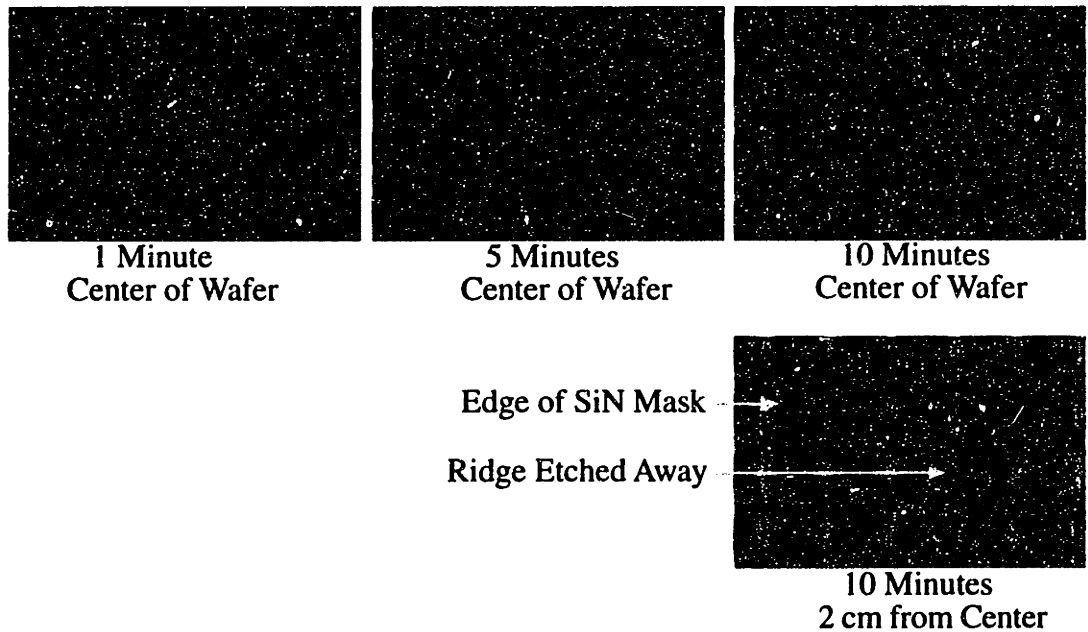 1 Minute
Center of Wafer
5 Minutes
Center of Wafer
10 Minutes
Center of Wafer
Edge of SiN Mask
Ridge Etched Away
10 Minutes
2 cm from Center